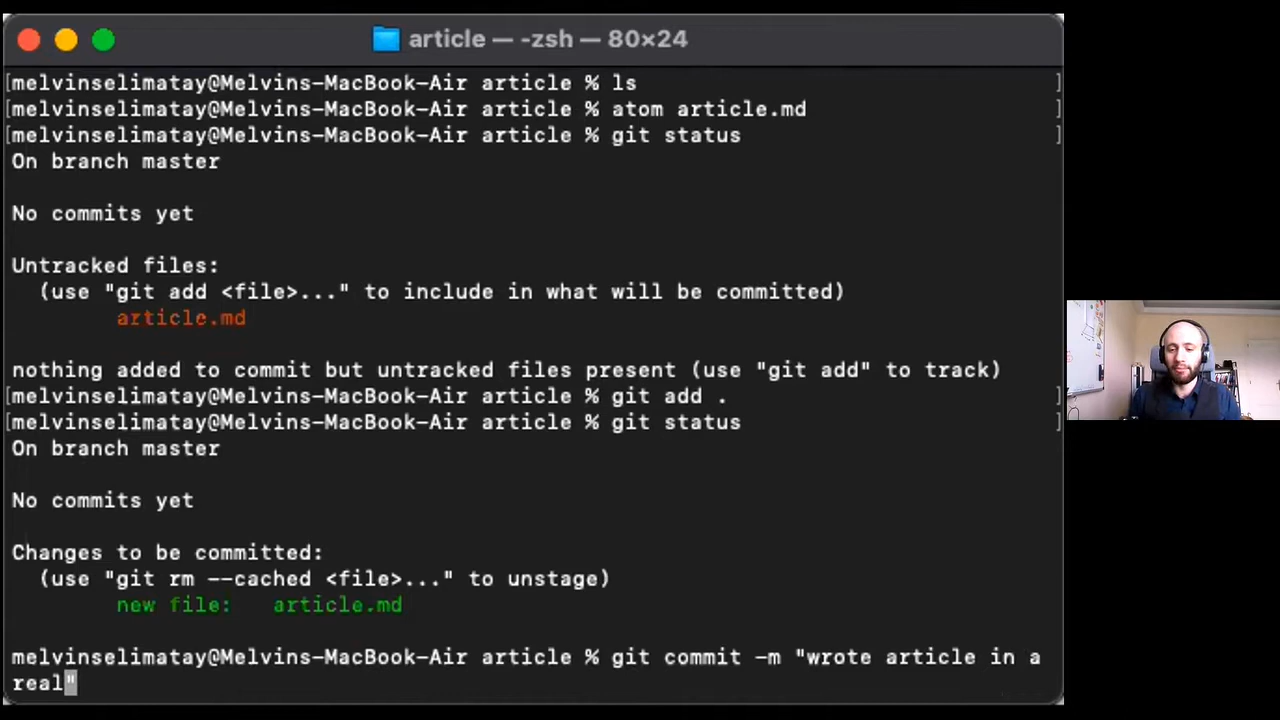 article — -zsh — 80×24
[melvinselimatay@Melvins-MacBook-Air article % ls ]
[melvinselimatay@Melvins-MacBook-Air article % atom article.md ]
[melvinselimatay@Melvins-MacBook-Air article % git status ]
On branch master
No commits yet
Untracked files:
(use "git add <file>..." to include in what will be committed)
article.md
nothing added to commit but untracked files present (use "git add" to track)
[melvinselimatay@Melvins-MacBook-Air article % git add . ]
[melvinselimatay@Melvins-MacBook-Air article % git status ]
On branch master
No commits yet
Changes to be committed:
(use "git rm --cached <file>..." to unstage)
new file: article.md
melvinselimatay@Melvins-MacBook-Air article % git commit -m "wrote article in a
real"